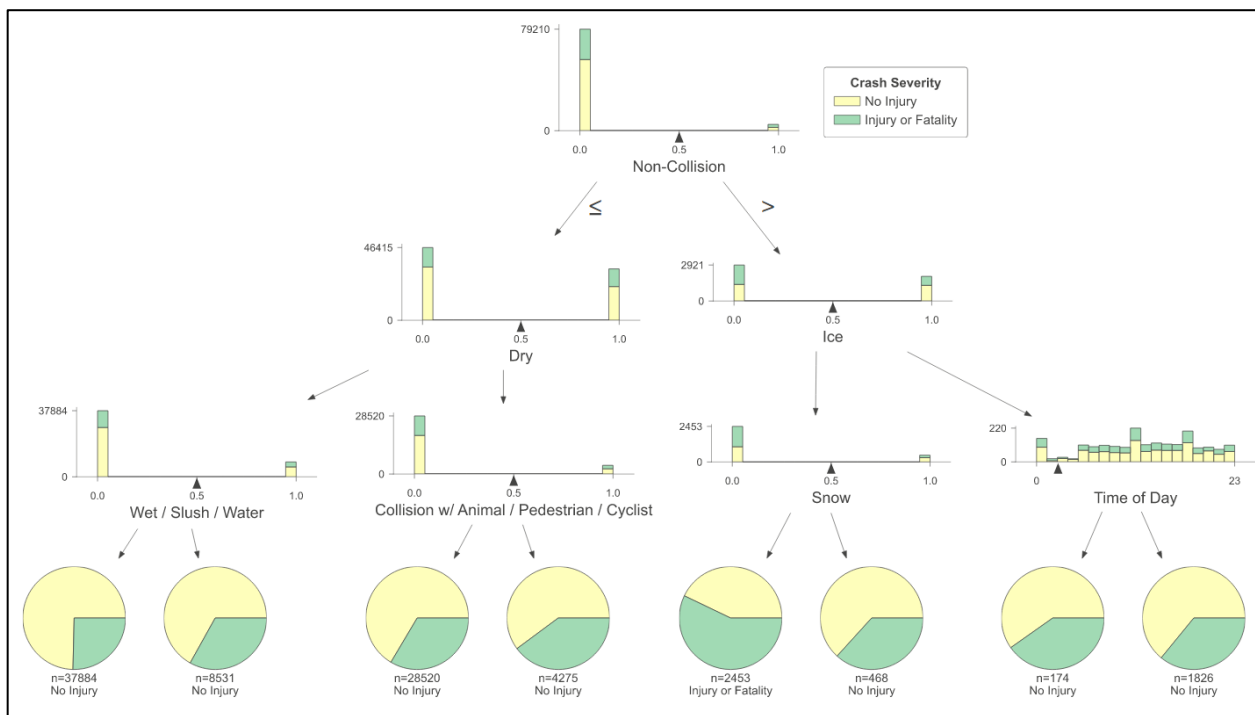 79210
0
0.0 0.5 1.0
Non-Collision
Crash Severity
No Injury
Injury or Fatality
≤ >
46415
0
0.0 0.5 1.0
Dry
2921
0
0.0 0.5 1.0
Ice
37884
0
0.0 0.5 1.0
Wet / Slush / Water
28520
0
0.0 0.5 1.0
Collision w/ Animal / Pedestrian / Cyclist
2453
0
0.0 0.5 1.0
Snow
220
0
0 23
Time of Day
n=37884
No Injury
n=8531
No Injury
n=28520
No Injury
n=4275
No Injury
n=2453
Injury or Fatality
n=468
No Injury
n=174
No Injury
n=1826
No Injury